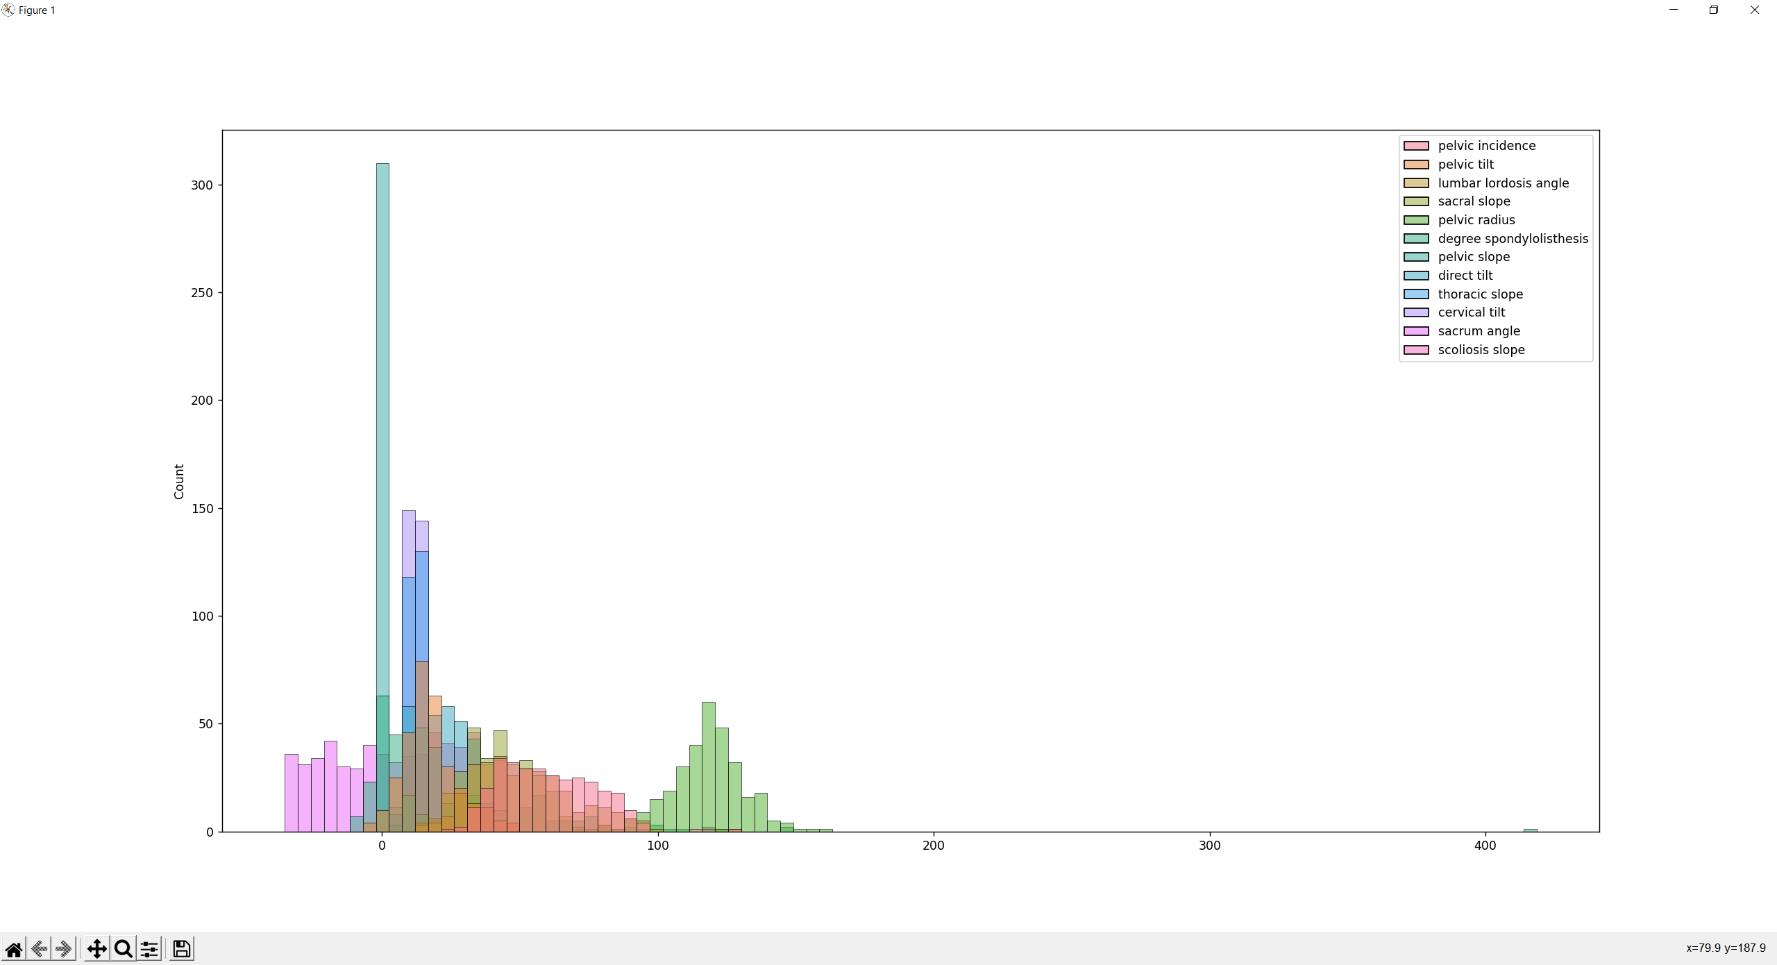 Figure 1
pelvic incidence
pelvic tilt
lumbar lordosis angle
sacral slope
pelvic radius
degree spondylolisthesis
pelvic slope
direct tilt
thoracic slope
cervical tilt
sacrum angle
scoliosis slope
300
250
200
150
100
50
0
Count
0 100 200 300 400
x=79.9 y=187.9